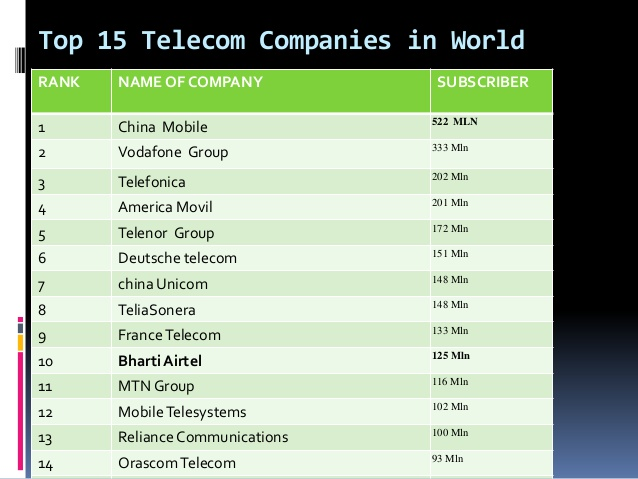 Top 15 Telecom Companies in World
RANK NAME OF COMPANY SUBSCRIBER
1 China Mobile 522 MLN
2 Vodafone Group 333 Mln
3 Telefonica 202 Mln
4 America Movil 201 Mln
5 Telenor Group 172 Mln
6 Deutsche telecom 151 Mln
7 china Unicom 148 Mln
8 TeliaSonera 148 Mln
9 France Telecom 133 Mln
10 Bharti Airtel 125 Mln
11 MTN Group 116 Mln
12 Mobile Telesystems 102 Mln
13 Reliance Communications 100 Mln
14 Orascom Telecom 93 Mln